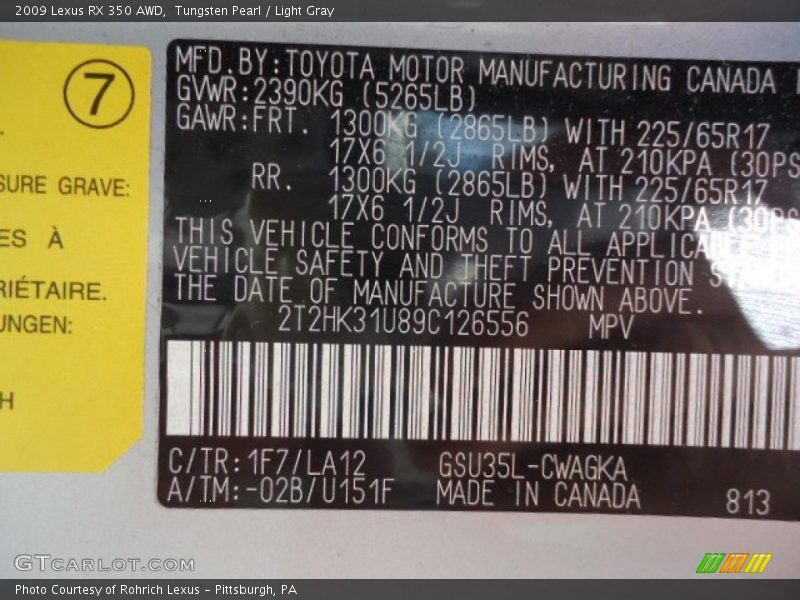 2009 Lexus RX 350 AWD, Tungsten Pearl / Light Gray
7
SURE GRAVE:
ES À
RIÉTAIRE.
UNGEN:
H
MFD.BY:TOYOTA MOTOR MANUFACTURING CANADA
GVWR:2390KG (5265LB)
GAWR:FRT. 1300KG (2865LB) WITH 225/65R17
17X6 1/2J RIMS, AT 210KPA (30PS
RR. 1300KG (2865LB) WITH 225/65R17
17X6 1/2J RIMS, AT 210KPA (30PS
THIS VEHICLE CONFORMS TO ALL APPLICABLE
VEHICLE SAFETY AND THEFT PREVENTION
THE DATE OF MANUFACTURE SHOWN ABOVE.
2T2HK31U89C126556 MPV
C/TR:1F7/LA12 GSU35L-CWAGKA
A/TM:-02B/U151F MADE IN CANADA 813
GTCARLOT.COM
Photo Courtesy of Rohrich Lexus – Pittsburgh, PA